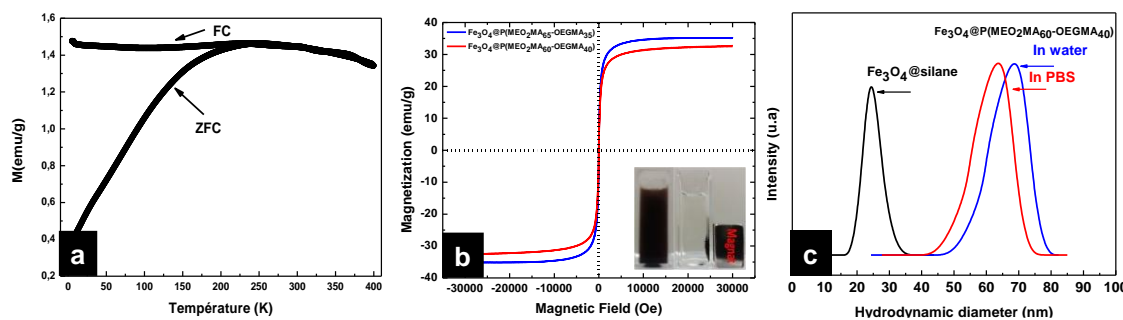 1,6
1,4
1,2
1,0
0,8
0,6
0,4
0,2
M(emu/g)
FC
ZFC
a
0 50 100 150 200 250 300 350 400
Température (K)
40
30
20
10
0
-10
-20
-30
40
Magnetization (emu/g)
Fe₃O₄@P(MEO₂MA₆₅-OEGMA₃₅)
Fe₃O₄@P(MEO₂MA₆₀-OEGMA₄₀)
Magne
b
-30000 -20000 -10000 0 10000 20000 30000
Magnetic Field (Oe)
Intensity (u.a)
Fe₃O₄@P(MEO₂MA₆₀-OEGMA₄₀)
In water
Fe₃O₄@silane
In PBS
c
0 10 20 30 40 50 60 70 80 90 100
Hydrodynamic diameter (nm)